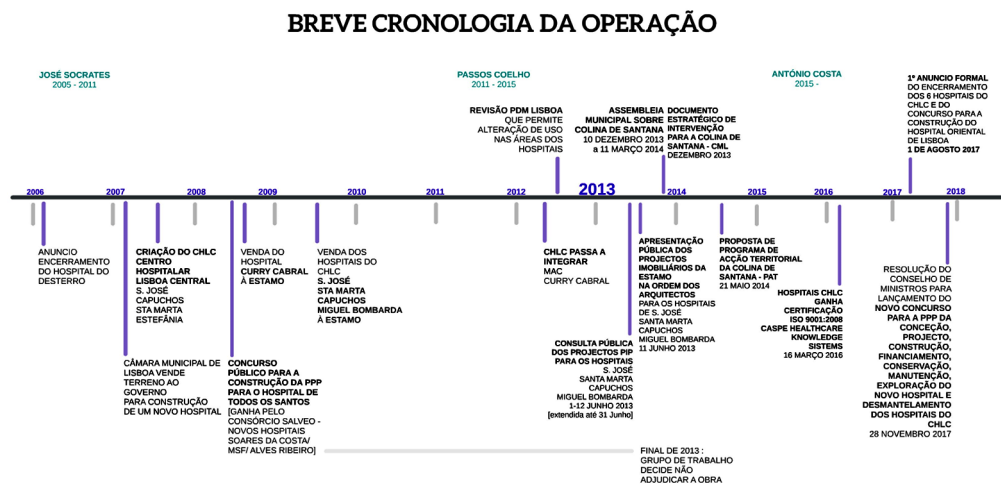 BREVE CRONOLOGIA DA OPERAÇÃO
JOSÉ SOCRATES
2005 - 2011
PASSOS COELHO
2011 - 2015
ANTÓNIO COSTA
2015 -
REVISÃO PDM LISBOA
QUE PERMITE
ALTERAÇÃO DE USO
NAS ÁREAS DOS
HOSPITAIS
ASSEMBLEIA
MUNICIPAL SOBRE
COLINA DE SANTANA
10 DEZEMBRO 2013
a 11 MARÇO 2014
DOCUMENTO
ESTRATÉGICO DE
INTERVENÇÃO
PARA A COLINA DE
SANTANA - CML
DEZEMBRO 2013
1º ANUNCIO FORMAL
DO ENCERRAMENTO
DOS 6 HOSPITAIS DO
CHLC E DO
CONCURSO PARA A
CONSTRUÇÃO DO
HOSPITAL ORIENTAL
DE LISBOA
1 DE AGOSTO 2017
2006
2007
2008
2009
2010
2011
2012
2013
2014
2015
2016
2017
2018
ANUNCIO
ENCERRAMENTO
DO HOSPITAL DO
DESTERRO
CÂMARA MUNICIPAL DE
LISBOA VENDE
TERRENO AO
GOVERNO
PARA CONSTRUÇÃO
DE UM NOVO HOSPITAL
CRIAÇÃO DO CHLC
CENTRO
HOSPITALAR
LISBOA CENTRAL
S. JOSÉ
CAPUCHOS
STA MARTA
ESTEFÂNIA
CONCURSO
PÚBLICO PARA A
CONSTRUÇÃO DA PPP
PARA O HOSPITAL DE
TODOS OS SANTOS
[GANHA PELO
CONSÓRCIO SALVEO -
NOVOS HOSPITAIS
SOARES DA COSTA/
MSF/ ALVES RIBEIRO]
VENDA DO
HOSPITAL
CURRY CABRAL
À ESTAMO
VENDA DOS
HOSPITAIS DO
CHLC
S. JOSÉ
STA MARTA
CAPUCHOS
MIGUEL BOMBARDA
À ESTAMO
CHLC PASSA A
INTEGRAR
MAC
CURRY CABRAL
CONSULTA PÚBLICA
DOS PROJECTOS PIP
PARA OS HOSPITAIS
S. JOSÉ
SANTA MARTA
CAPUCHOS
MIGUEL BOMBARDA
1-12 JUNHO 2013
[extendida até 31 Junho]
APRESENTAÇÃO
PÚBLICA DOS
PROJECTOS
IMOBILIÁRIOS DA
ESTAMO
NA ORDEM DOS
ARQUITECTOS
PARA OS HOSPITAIS
DE S. JOSÉ
SANTA MARTA
CAPUCHOS
MIGUEL BOMBARDA
11 JUNHO 2013
FINAL DE 2013 :
GRUPO DE TRABALHO
DECIDE NÃO
ADJUDICAR A OBRA
PROPOSTA DE
PROGRAMA DE
ACÇÃO TERRITORIAL
DA COLINA DE
SANTANA - PAT
21 MAIO 2014
HOSPITAIS CHLC
GANHA
CERTIFICAÇÃO
ISO 9001:2008
CASPE HEALTHCARE
KNOWLEDGE
SISTEMS
16 MARÇO 2016
RESOLUÇÃO DO
CONSELHO DE
MINISTROS PARA
LANÇAMENTO DO
NOVO CONCURSO
PARA A PPP DA
CONCEÇÃO,
PROJECTO,
CONSTRUÇÃO,
FINANCIAMENTO,
CONSERVAÇÃO,
MANUTENÇÃO,
EXPLORAÇÃO DO
NOVO HOSPITAL E
DESMANTELAMENTO
DOS HOSPITAIS DO
CHLC
28 NOVEMBRO 2017